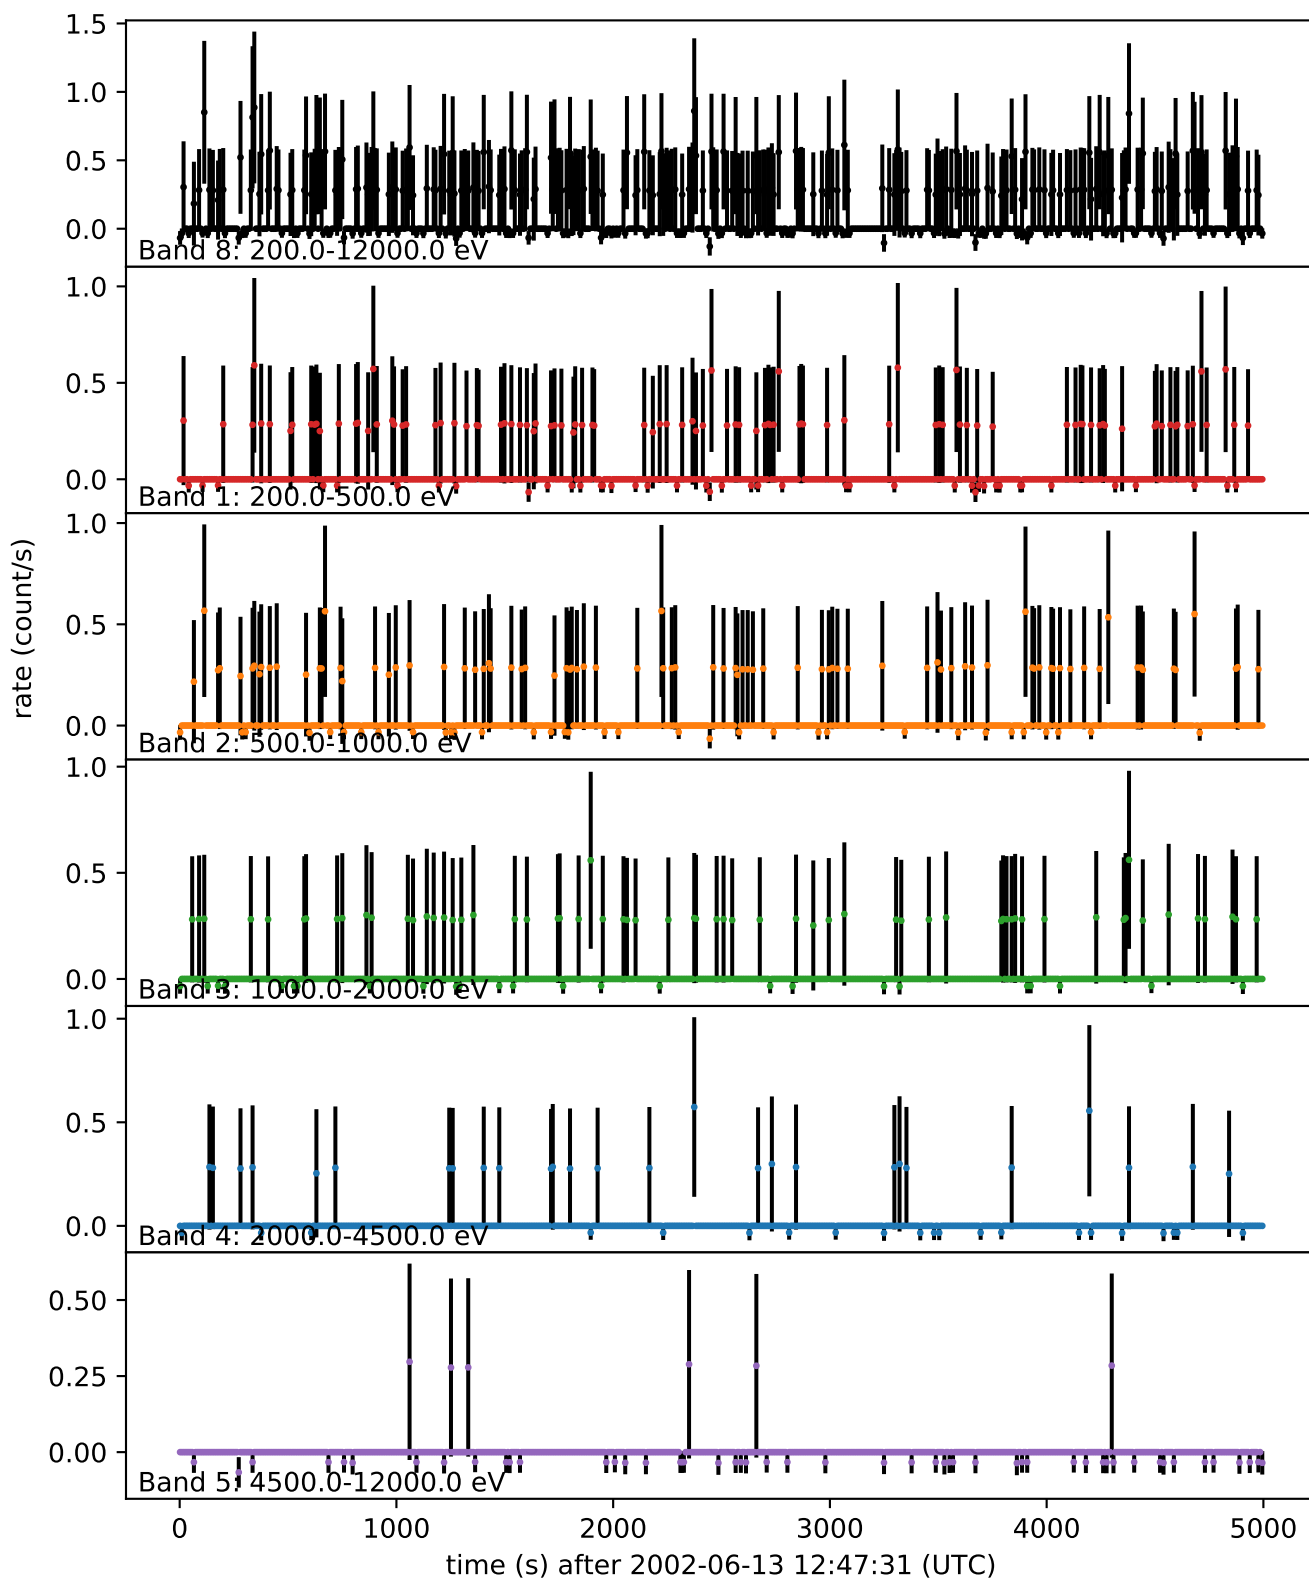 1.5
1.0
0.5
0.0
Band 8: 200.0-12000.0 eV
1.0
0.5
0.0
Band 1: 200.0-500.0 eV
1.0
0.5
0.0
Band 2: 500.0-1000.0 eV
rate (count/s)
1.0
0.5
0.0
Band 3: 1000.0-2000.0 eV
1.0
0.5
0.0
Band 4: 2000.0-4500.0 eV
0.50
0.25
0.00
Band 5: 4500.0-12000.0 eV
0 1000 2000 3000 4000 5000
time (s) after 2002-06-13 12:47:31 (UTC)